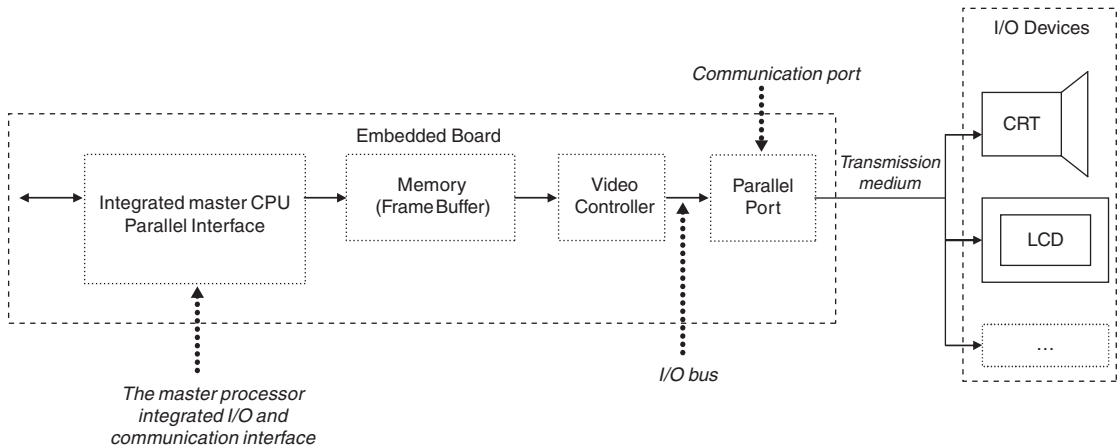 I/O Devices
Communication port
CRT
Embedded Board
Transmission
medium
Integrated master CPU
Parallel Interface
Memory
(Frame Buffer)
Video
Controller
Parallel
Port
LCD
...
I/O bus
The master processor
integrated I/O and
communication interface